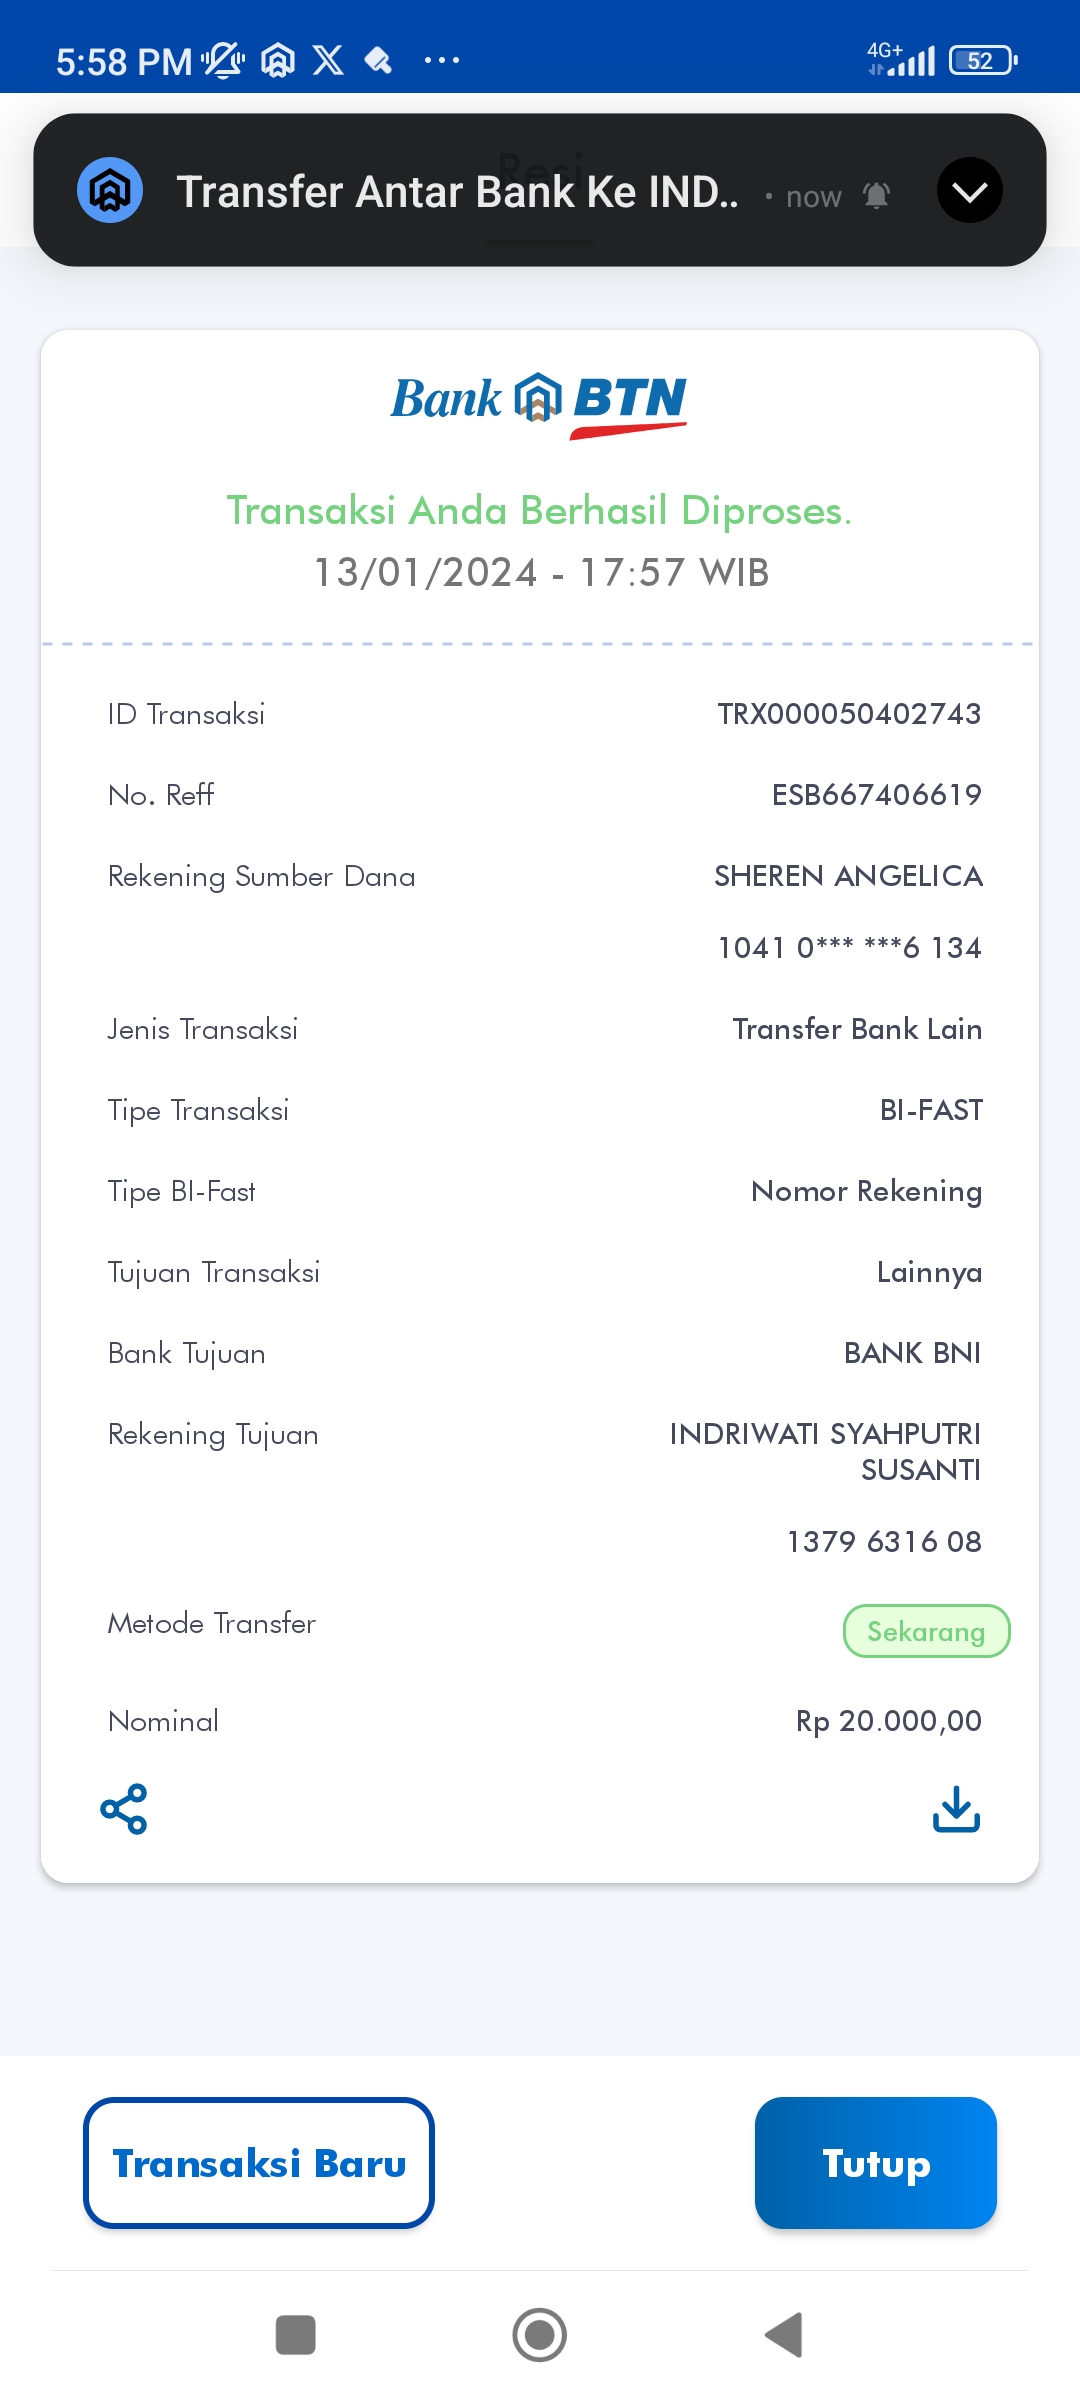 5:58 PM
4G+
52
Resi
Transfer Antar Bank Ke IND.. • now
Bank BTN
Transaksi Anda Berhasil Diproses.
13/01/2024 - 17:57 WIB
ID Transaksi TRX000050402743
No. Reff ESB667406619
Rekening Sumber Dana SHEREN ANGELICA
1041 0*** ***6 134
Jenis Transaksi Transfer Bank Lain
Tipe Transaksi BI-FAST
Tipe BI-Fast Nomor Rekening
Tujuan Transaksi Lainnya
Bank Tujuan BANK BNI
Rekening Tujuan INDRIWATI SYAHPUTRI
SUSANTI
1379 6316 08
Metode Transfer Sekarang
Nominal Rp 20.000,00
Transaksi Baru
Tutup